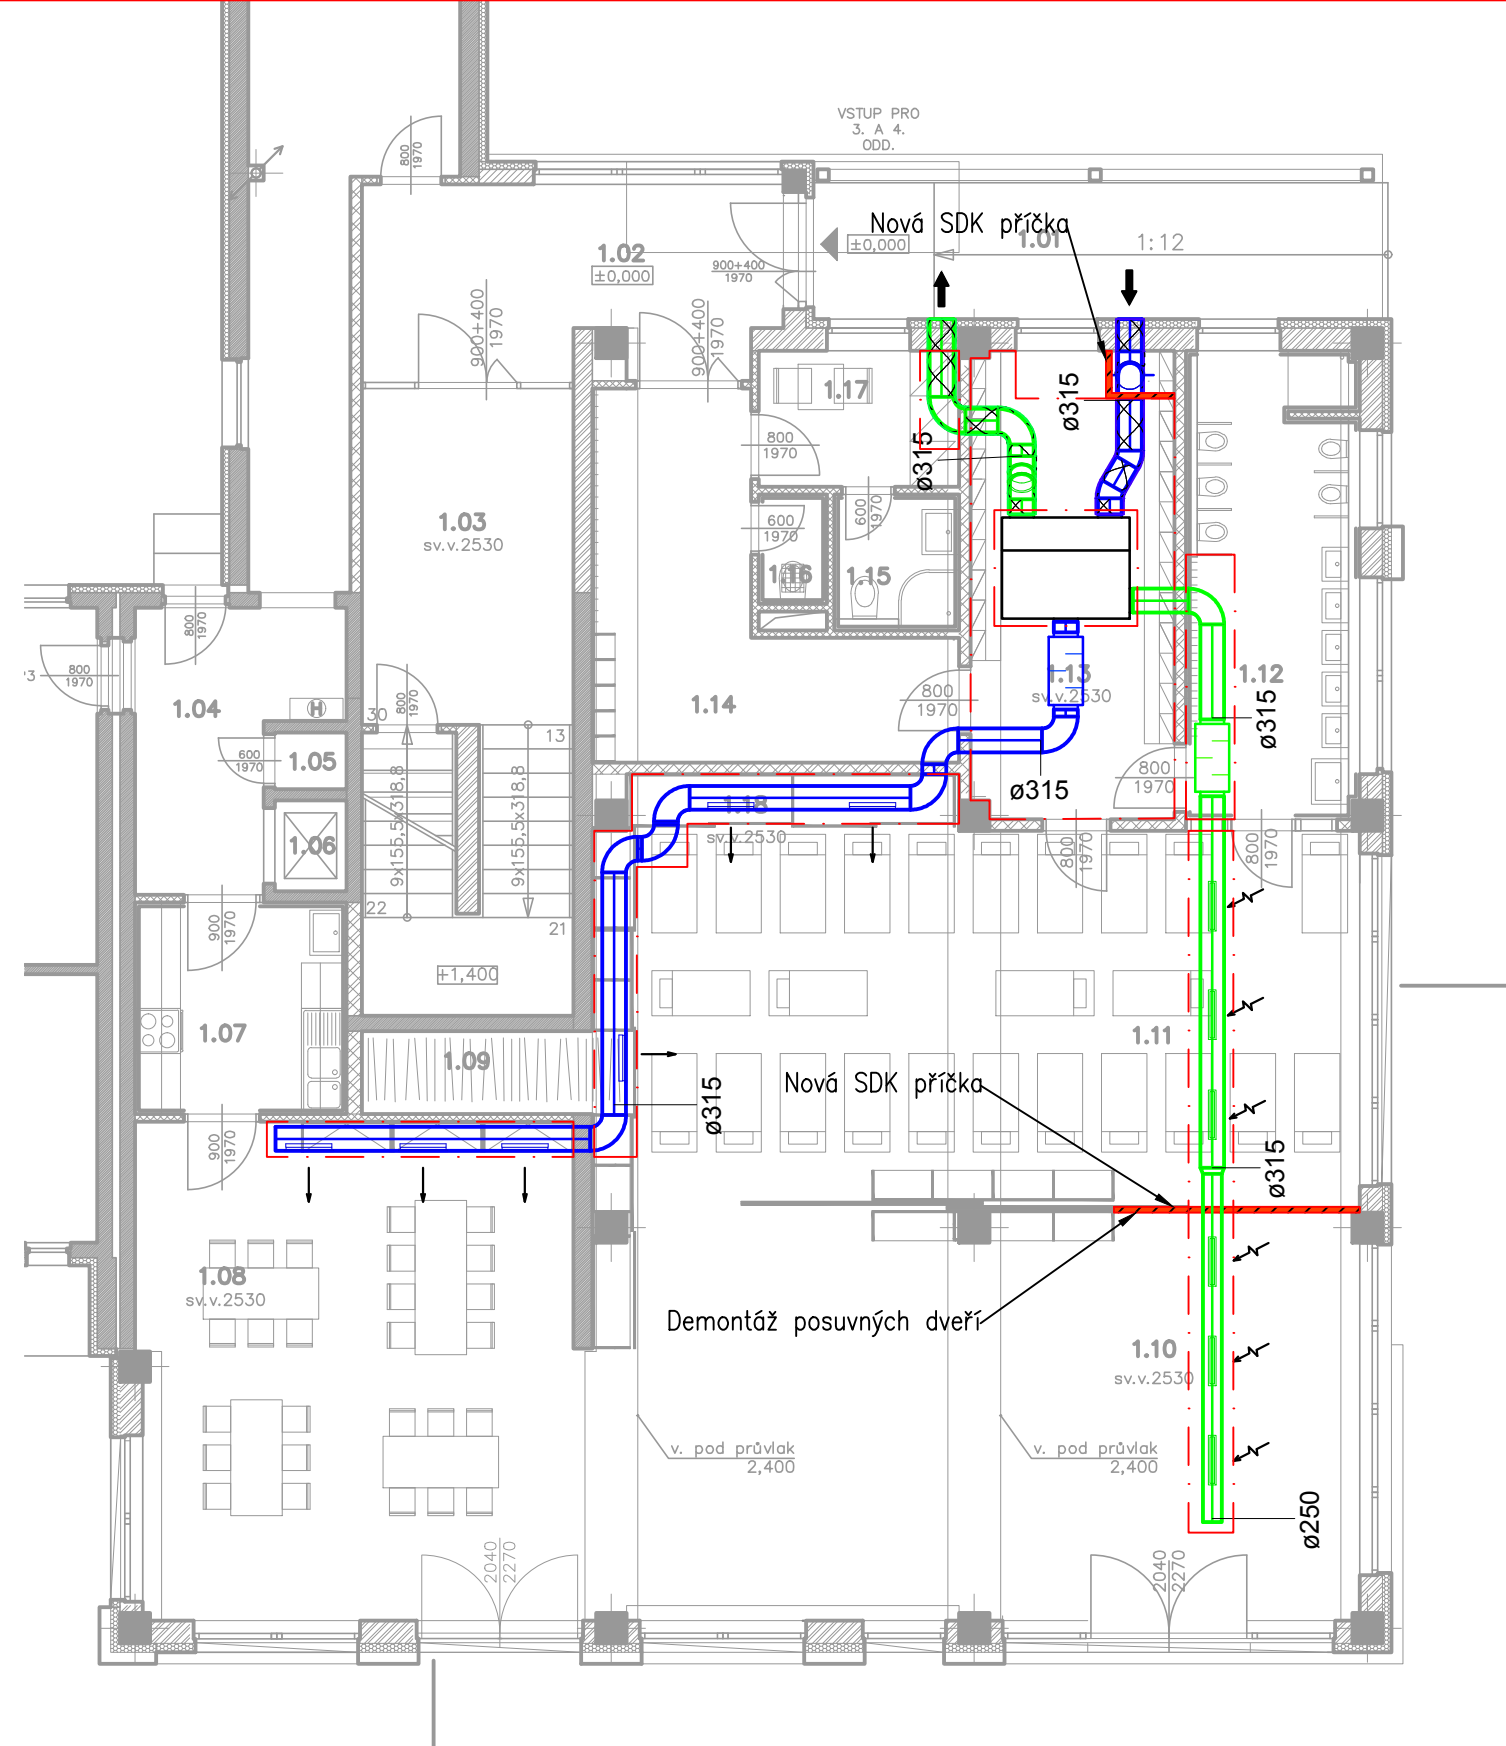 VSTUP PRO
3. A 4.
ODD.
800
1970
Nová SDK příčka
1.01
1:12
±0,000
1.02
±0,000
900+400
1970
900+400
1970
900+400
1970
1.17
ø315
ø315
800
1970
600
1970
600
1970
1.03
sv.v.2530
1.16
1.15
800
1970
800
1970
P3
1.04
H
30
800
1970
13
1.14
800
1970
1.13
sv.v.2530
1.12
ø315
600
1970
1.05
9x155,5x318,8
9x155,5x318,8
ø315
800
1970
1.18
sv.v.2530
1.06
800
1970
800
1970
22
21
900
1970
+1,400
1.07
1.09
1.11
Nová SDK příčka
ø315
900
1970
ø315
1.08
sv.v.2530
Demontáž posuvných dveří
1.10
sv.v.2530
v. pod průvlak
2,400
v. pod průvlak
2,400
ø250
2040
2270
2040
2270